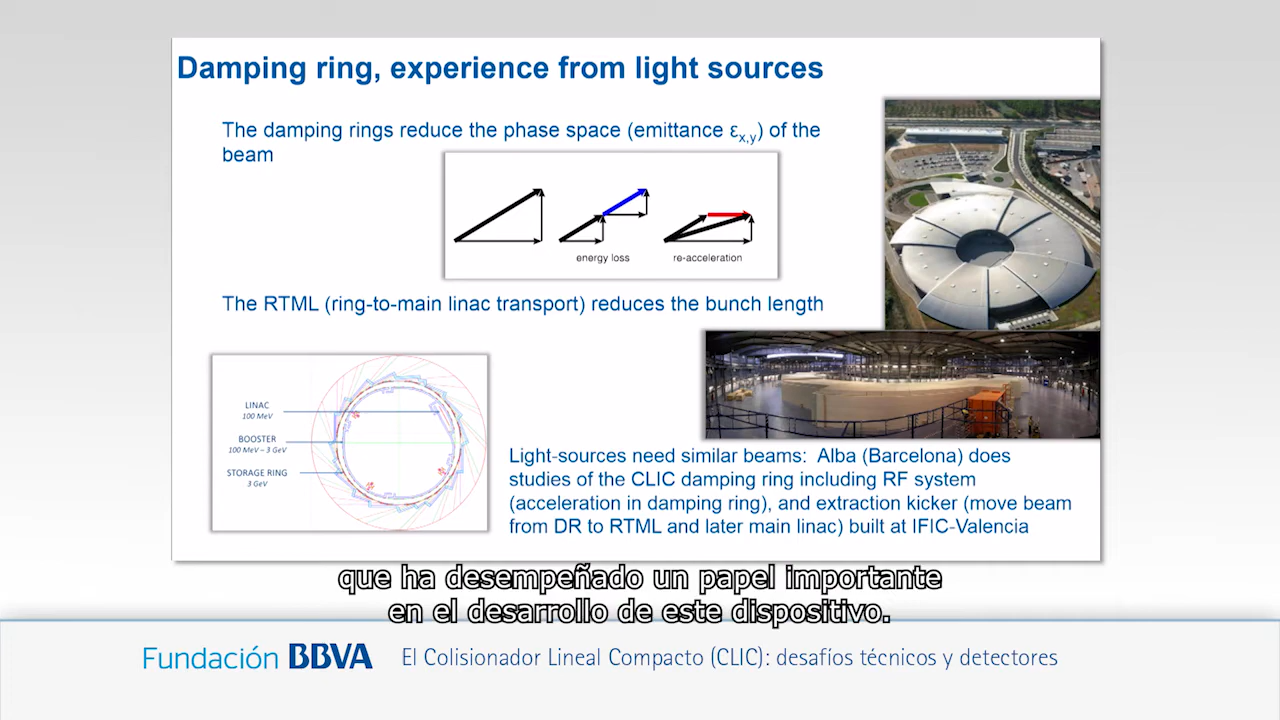 Damping ring, experience from light sources
The damping rings reduce the phase space (emittance εx,y) of the
beam
energy loss
re-acceleration
The RTML (ring-to-main linac transport) reduces the bunch length
LINAC
100 MeV
BOOSTER
100 MeV – 3 GeV
STORAGE RING
3 GeV
Light-sources need similar beams: Alba (Barcelona) does
studies of the CLIC damping ring including RF system
(acceleration in damping ring), and extraction kicker (move beam
from DR to RTML and later main linac) built at IFIC-Valencia
que ha desempeñado un papel importante
en el desarrollo de este dispositivo.
Fundación BBVA
El Colisionador Lineal Compacto (CLIC): desafíos técnicos y detectores